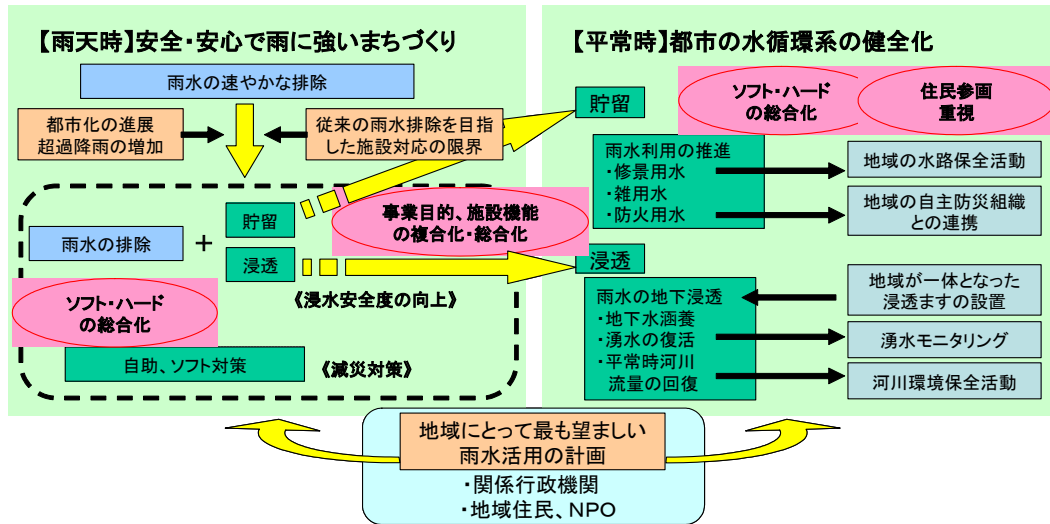 【雨天時】安全・安心で雨に強いまちづくり
雨水の速やかな排除
都市化の進展
超過降雨の増加
従来の雨水排除を目指
した施設対応の限界
雨水の排除
+
貯留
浸透
事業目的、施設機能
の複合化・総合化
《浸水安全度の向上》
ソフト・ハード
の総合化
自助、ソフト対策
《減災対策》
【平常時】都市の水循環系の健全化
ソフト・ハード
の総合化
住民参画
重視
貯留
雨水利用の推進
・修景用水
・雑用水
・防火用水
地域の水路保全活動
地域の自主防災組織
との連携
浸透
雨水の地下浸透
・地下水涵養
・湧水の復活
・平常時河川
流量の回復
地域が一体となった
浸透ますの設置
湧水モニタリング
河川環境保全活動
地域にとって最も望ましい
雨水活用の計画
・関係行政機関
・地域住民、NPO